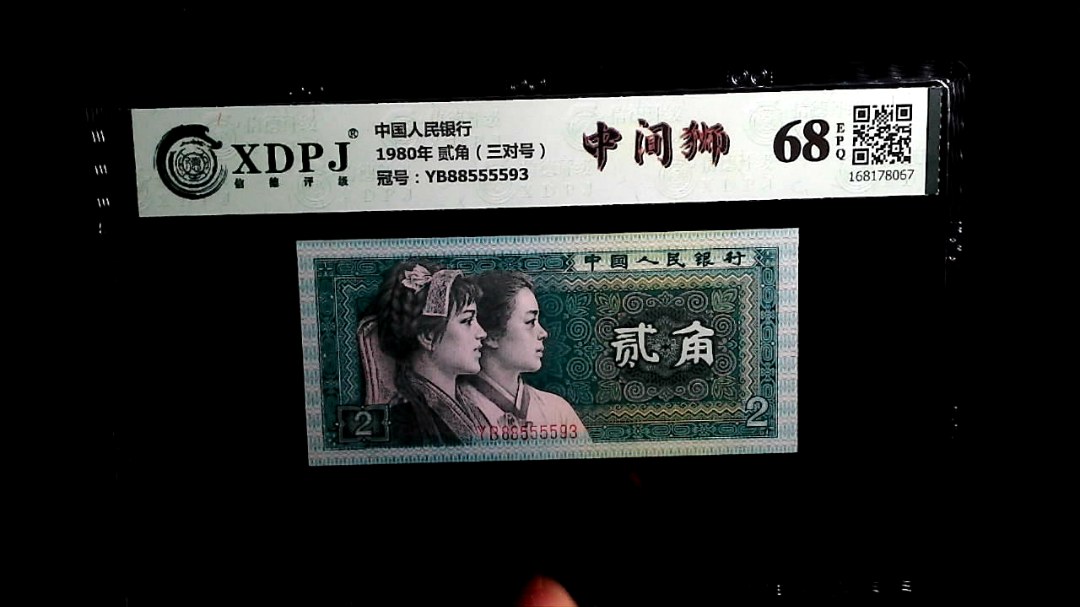 XDPJ®
信德评级
中国人民银行
1980年 贰角（三对号）
冠号：YB88555593
中间狮
68
EPQ
168178067
中国人民银行
贰角
2
2
YB88555593